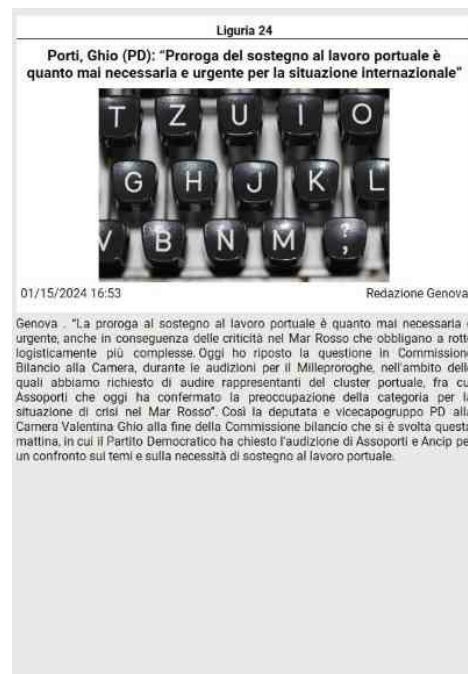 Liguria 24
Porti, Ghio (PD): “Proroga del sostegno al lavoro portuale è
quanto mai necessaria e urgente per la situazione internazionale”
T Z U I O
G H J K L
V B N M ? ;
01/15/2024 16:53 Redazione Genova
Genova . “La proroga al sostegno al lavoro portuale è quanto mai necessaria e
urgente, anche in conseguenza delle criticità nel Mar Rosso che obbligano a rotte
logisticamente più complesse. Oggi ho riposto la questione in Commissione
Bilancio alla Camera, durante le audizioni per il Milleproroghe, nell'ambito delle
quali abbiamo richiesto di audire rappresentanti del cluster portuale, fra cui
Assoporti che oggi ha confermato la preoccupazione della categoria per la
situazione di crisi nel Mar Rosso”. Così la deputata e vicecapogruppo PD alla
Camera Valentina Ghio alla fine della Commissione bilancio che si è svolta questa
mattina, in cui il Partito Democratico ha chiesto l'audizione di Assoporti e Ancip per
un confronto sui temi e sulla necessità di sostegno al lavoro portuale.